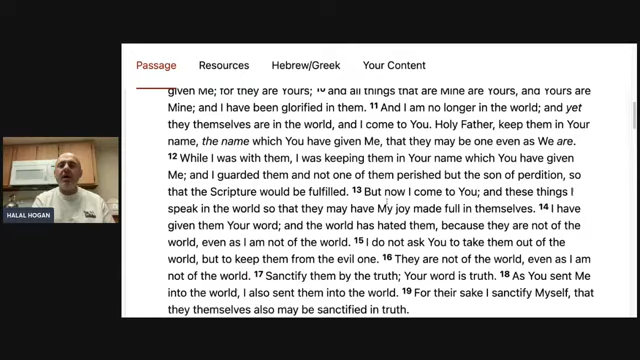 Passage Resources Hebrew/Greek Your Content
given Me; for they are Yours; 10 and all things that are Mine are Yours, and Yours are
Mine; and I have been glorified in them. 11 And I am no longer in the world; and yet
they themselves are in the world, and I come to You. Holy Father, keep them in Your
name, the name which You have given Me, that they may be one even as We are.
12 While I was with them, I was keeping them in Your name which You have given
Me; and I guarded them and not one of them perished but the son of perdition, so
that the Scripture would be fulfilled. 13 But now I come to You; and these things I
speak in the world so that they may have My joy made full in themselves. 14 I have
given them Your word; and the world has hated them, because they are not of the
world, even as I am not of the world. 15 I do not ask You to take them out of the
world, but to keep them from the evil one. 16 They are not of the world, even as I am
not of the world. 17 Sanctify them by the truth; Your word is truth. 18 As You sent Me
into the world, I also sent them into the world. 19 For their sake I sanctify Myself, that
they themselves also may be sanctified in truth.
HALAL HOGAN